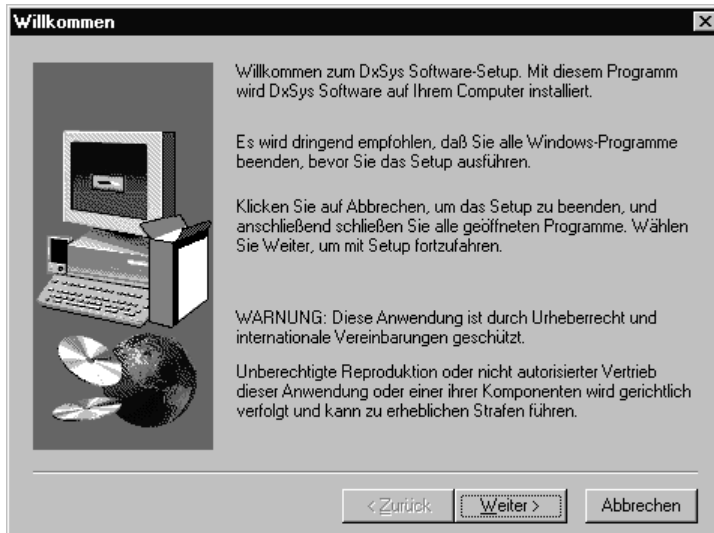 Willkommen
Willkommen zum DxSys Software-Setup. Mit diesem Programm
wird DxSys Software auf Ihrem Computer installiert.
Es wird dringend empfohlen, daß Sie alle Windows-Programme
beenden, bevor Sie das Setup ausführen.
Klicken Sie auf Abbrechen, um das Setup zu beenden, und
anschließend schließen Sie alle geöffneten Programme. Wählen
Sie Weiter, um mit Setup fortzufahren.
WARNUNG: Diese Anwendung ist durch Urheberrecht und
internationale Vereinbarungen geschützt.
Unberechtigte Reproduktion oder nicht autorisierter Vertrieb
dieser Anwendung oder einer ihrer Komponenten wird gerichtlich
verfolgt und kann zu erheblichen Strafen führen.
< Zurück Weiter > Abbrechen